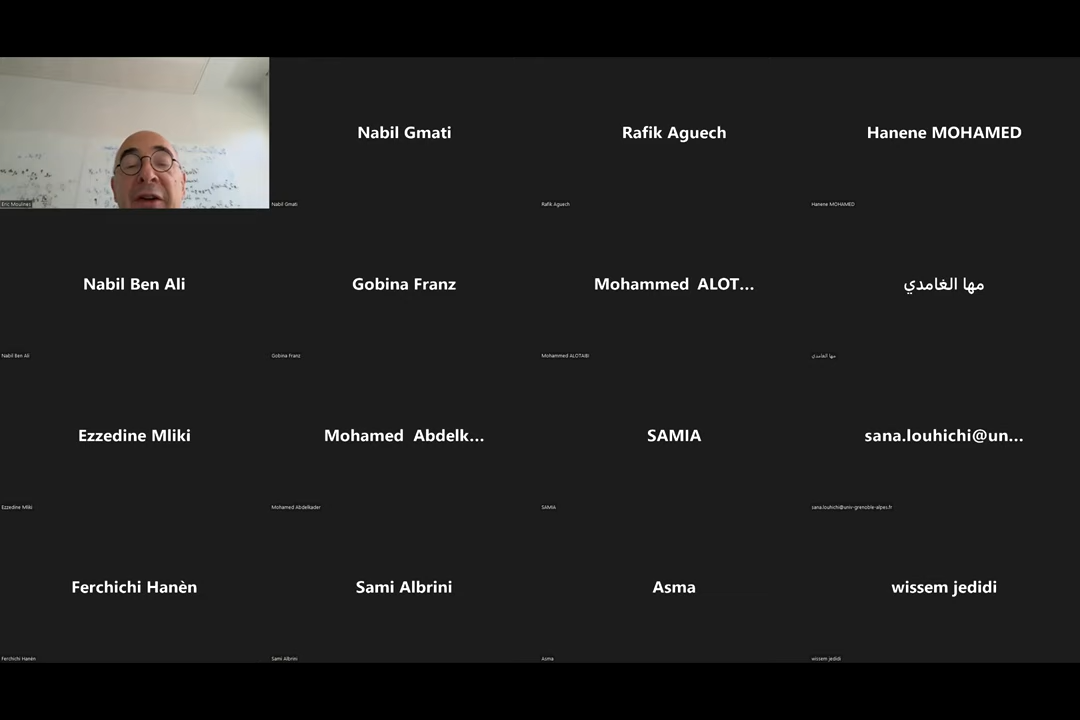 Eric Moulines
Nabil Gmati
Nabil Gmati
Rafik Aguech
Rafik Aguech
Hanene MOHAMED
Hanene MOHAMED
Nabil Ben Ali
Nabil Ben Ali
Gobina Franz
Gobina Franz
Mohammed ALOT...
Mohammed ALOTAIBI
مها الغامدي
مها الغامدي
Ezzedine Mliki
Ezzedine Mliki
Mohamed Abdelk...
Mohamed Abdelkader
SAMIA
SAMIA
sana.louhichi@un...
sana.louhichi@univ-grenoble-alpes.fr
Ferchichi Hanèn
Ferchichi Hanèn
Sami Albrini
Sami Albrini
Asma
Asma
wissem jedidi
wissem jedidi